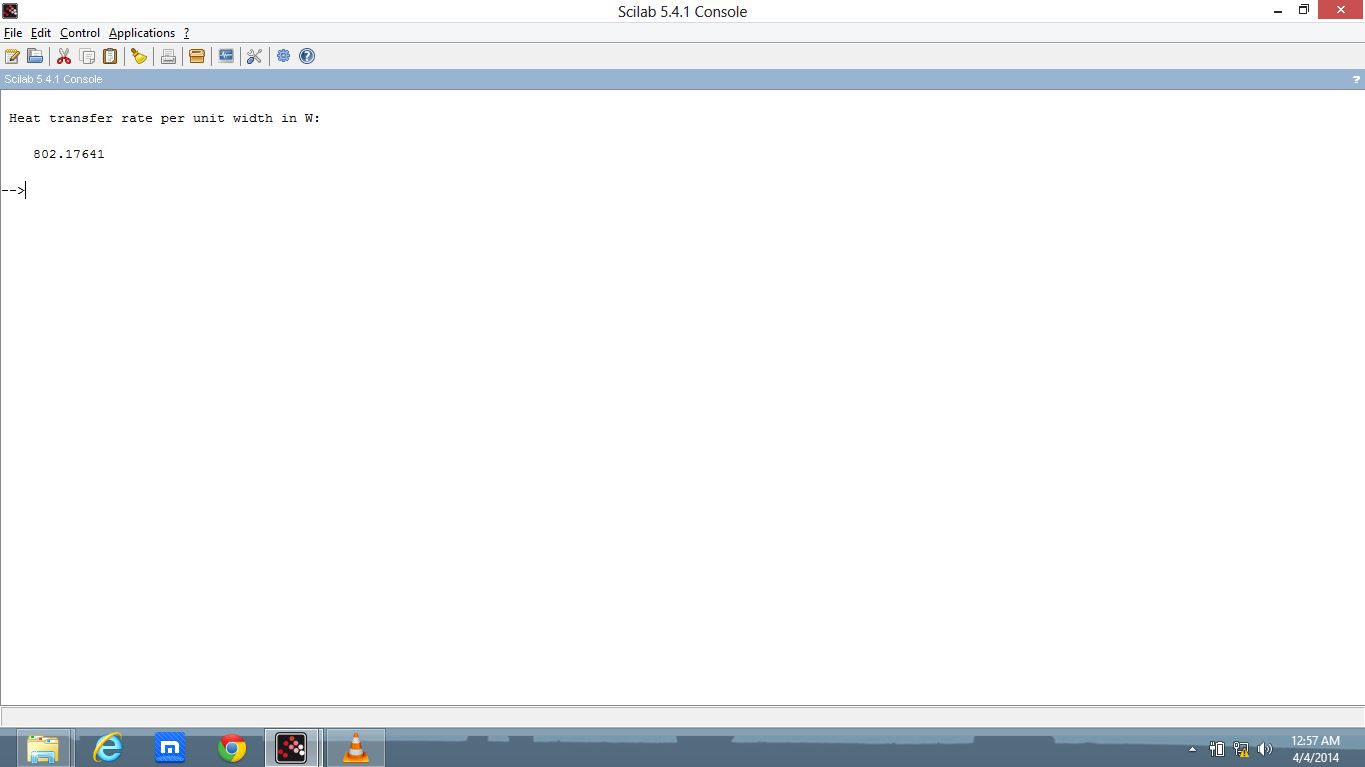 Scilab 5.4.1 Console
File Edit Control Applications ?
Scilab 5.4.1 Console ?
Heat transfer rate per unit width in W:
802.17641
-->
12:57 AM
4/4/2014